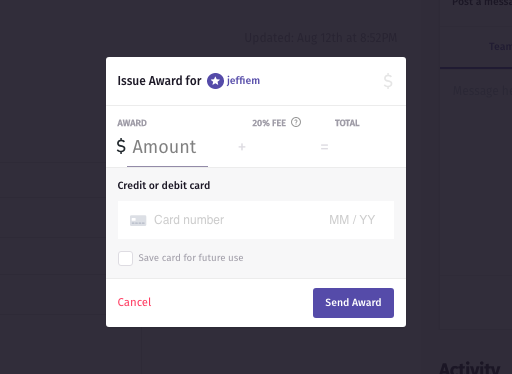 Post a messa
Updated: Aug 12th at 8:52PM
Team
Message
Issue Award for jeffiem
$
AWARD 20% FEE ? TOTAL
$ Amount + =
Credit or debit card
Card number MM / YY
Save card for future use
Cancel Send Award
Activity